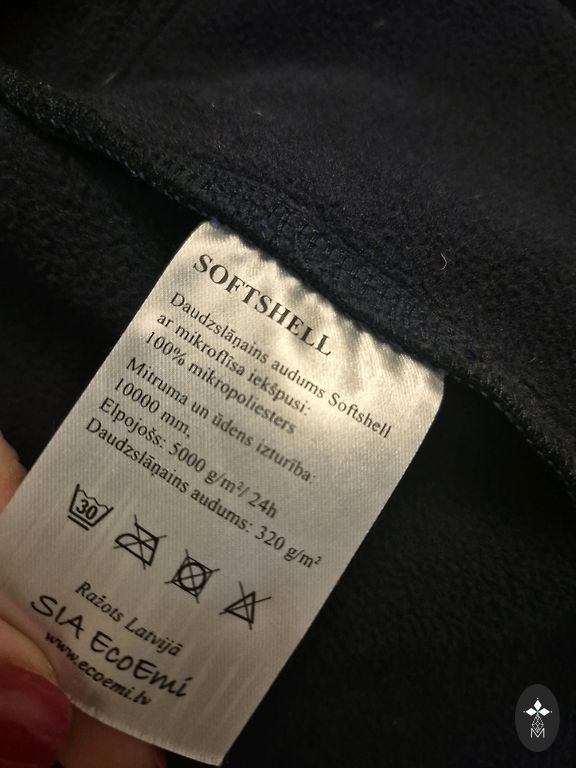 SOFTSHELL
Daudzslāņains audums Softshell
ar mikroflīsa iekšpusi:
100% mikropoliesters
Mitruma un ūdens izturība:
10000 mm,
Elpojošs: 5000 g/m²/ 24h
Daudzslāņains audums: 320 g/m²
30
Ražots Latvijā
SIA EcoEmi
www.ecoemi.lv
M